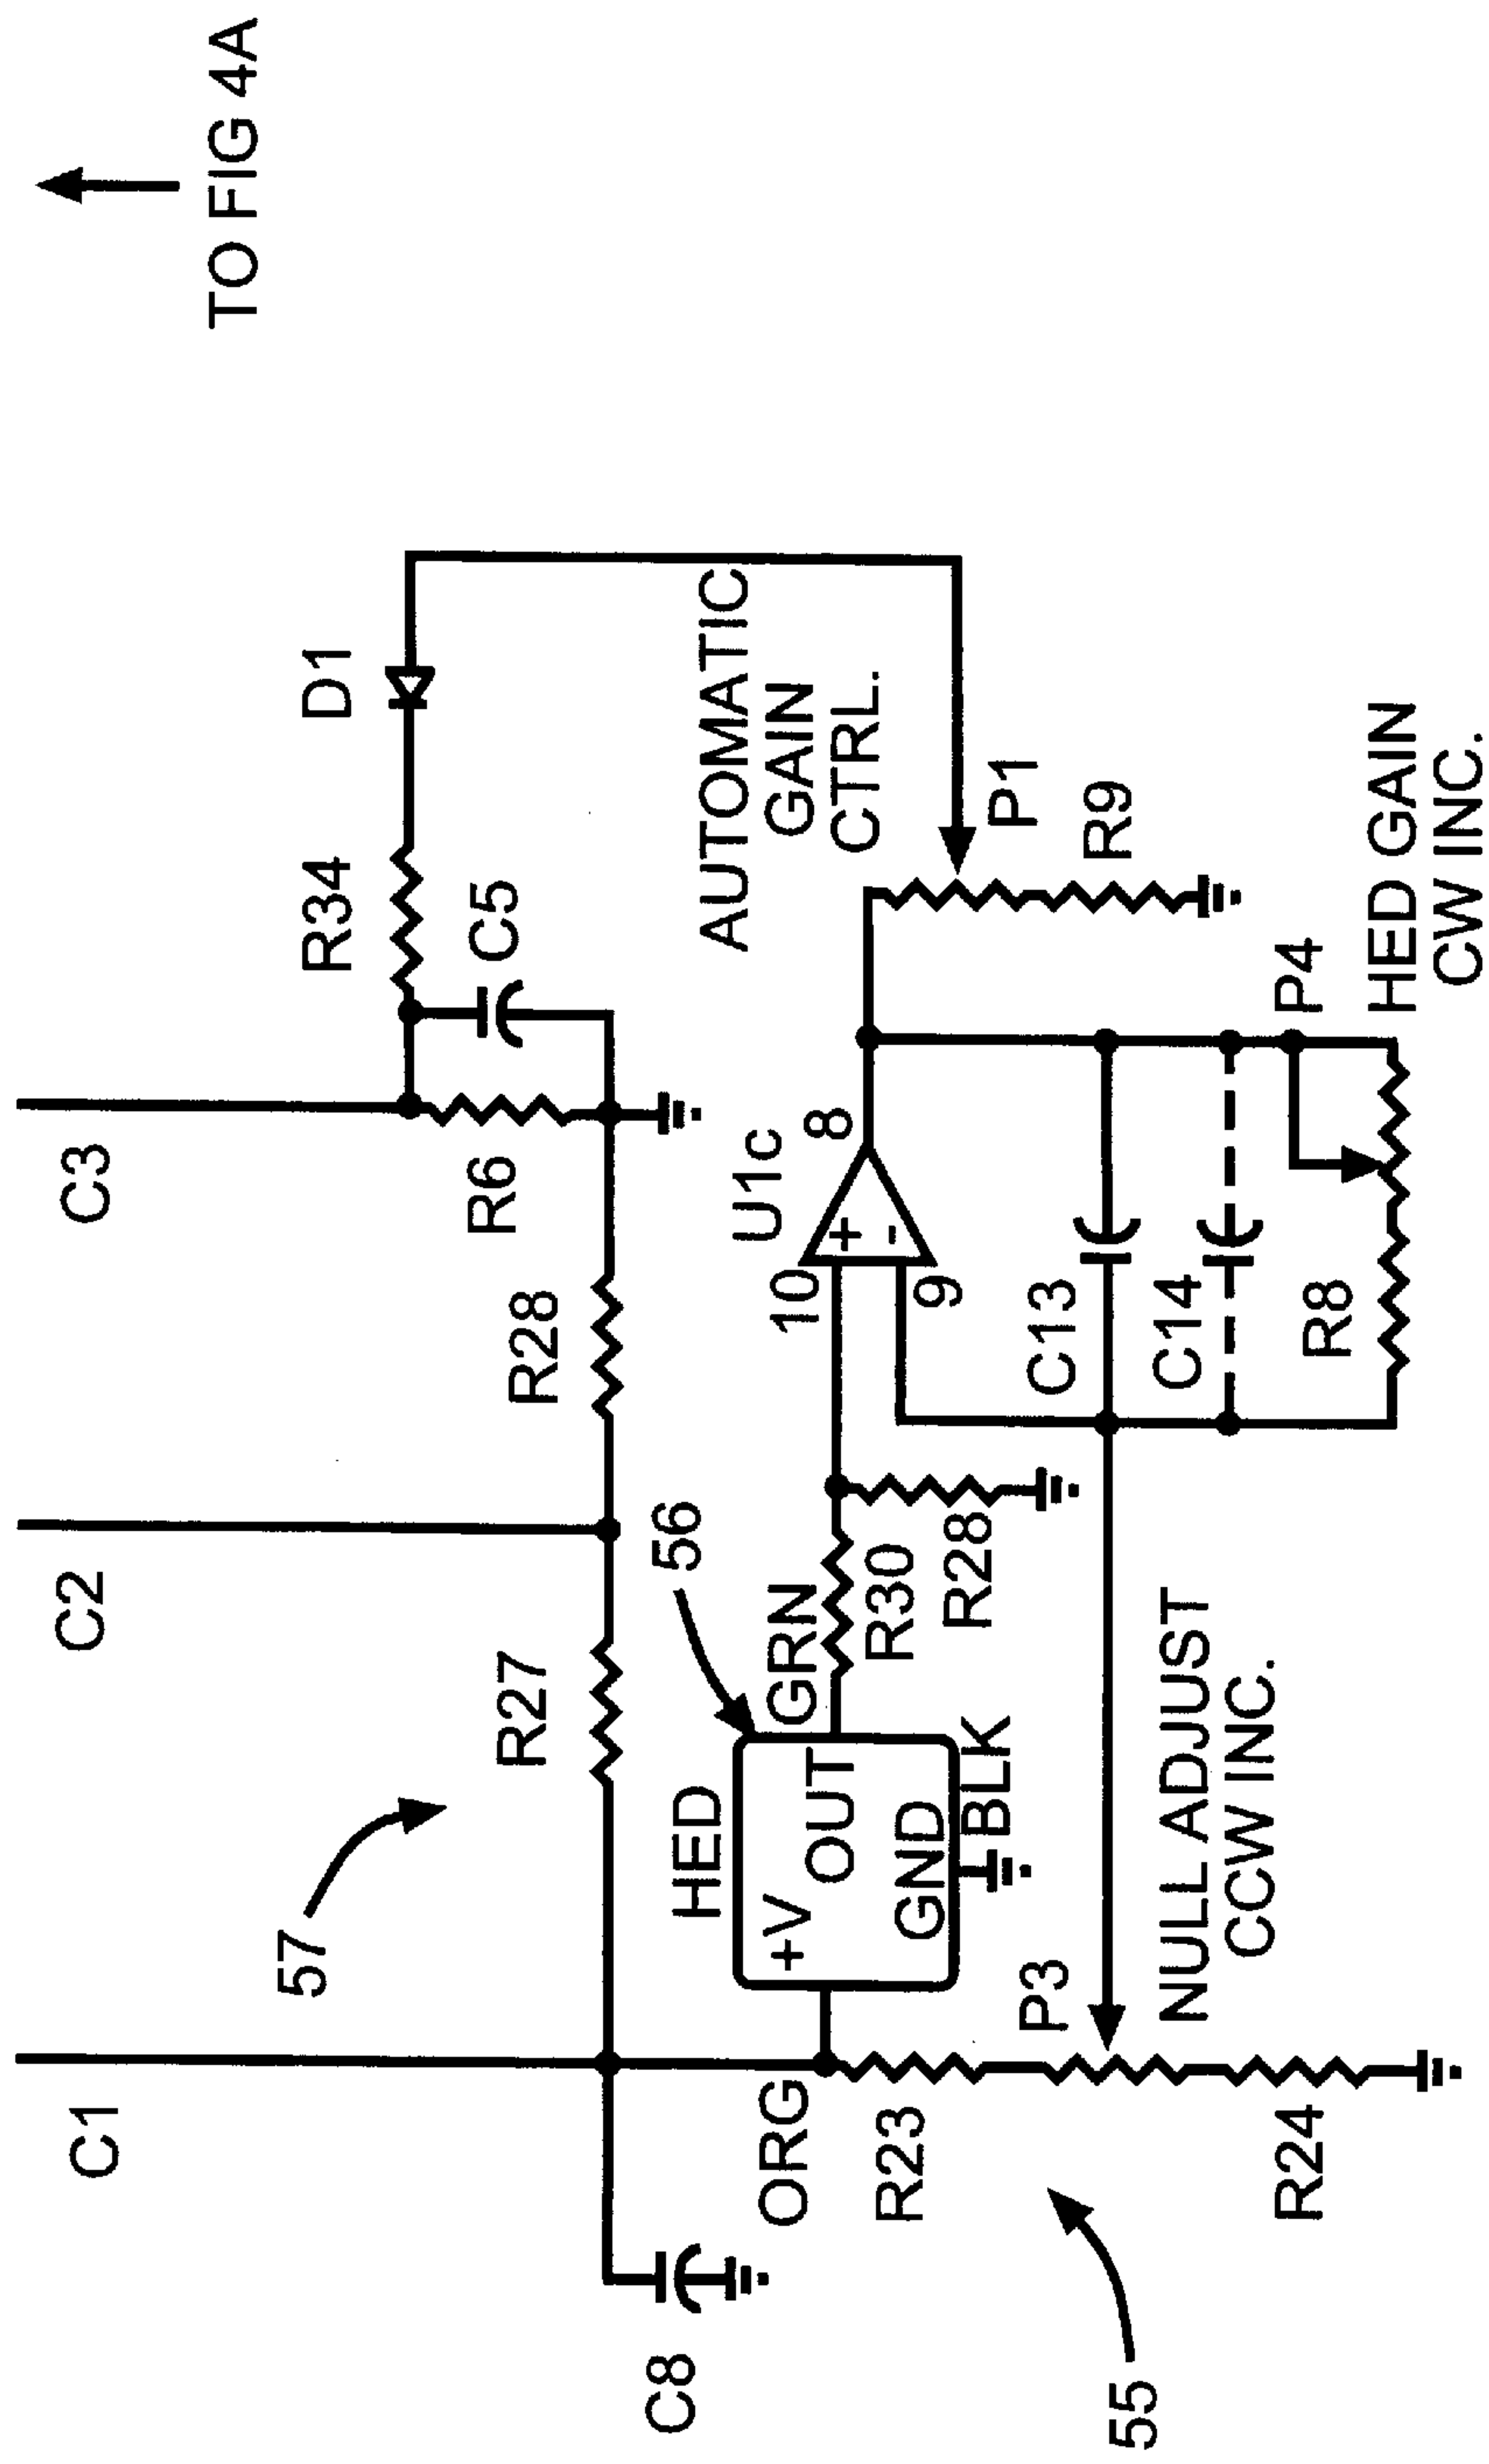 TO FIG 4A
C1
C2
C3
57
D1
R34
C5
R6
R28
R27
C8
ORG
HED
+V
OUT
GND
GRN
BLK
56
R30
R28
10
9
8
U1c
+
-
AUTOMATIC
GAIN
CTRL.
P1
R9
R23
P3
R24
55
NULL ADJUST
CCW INC.
C13
C14
R8
P4
HED GAIN
CW INC.